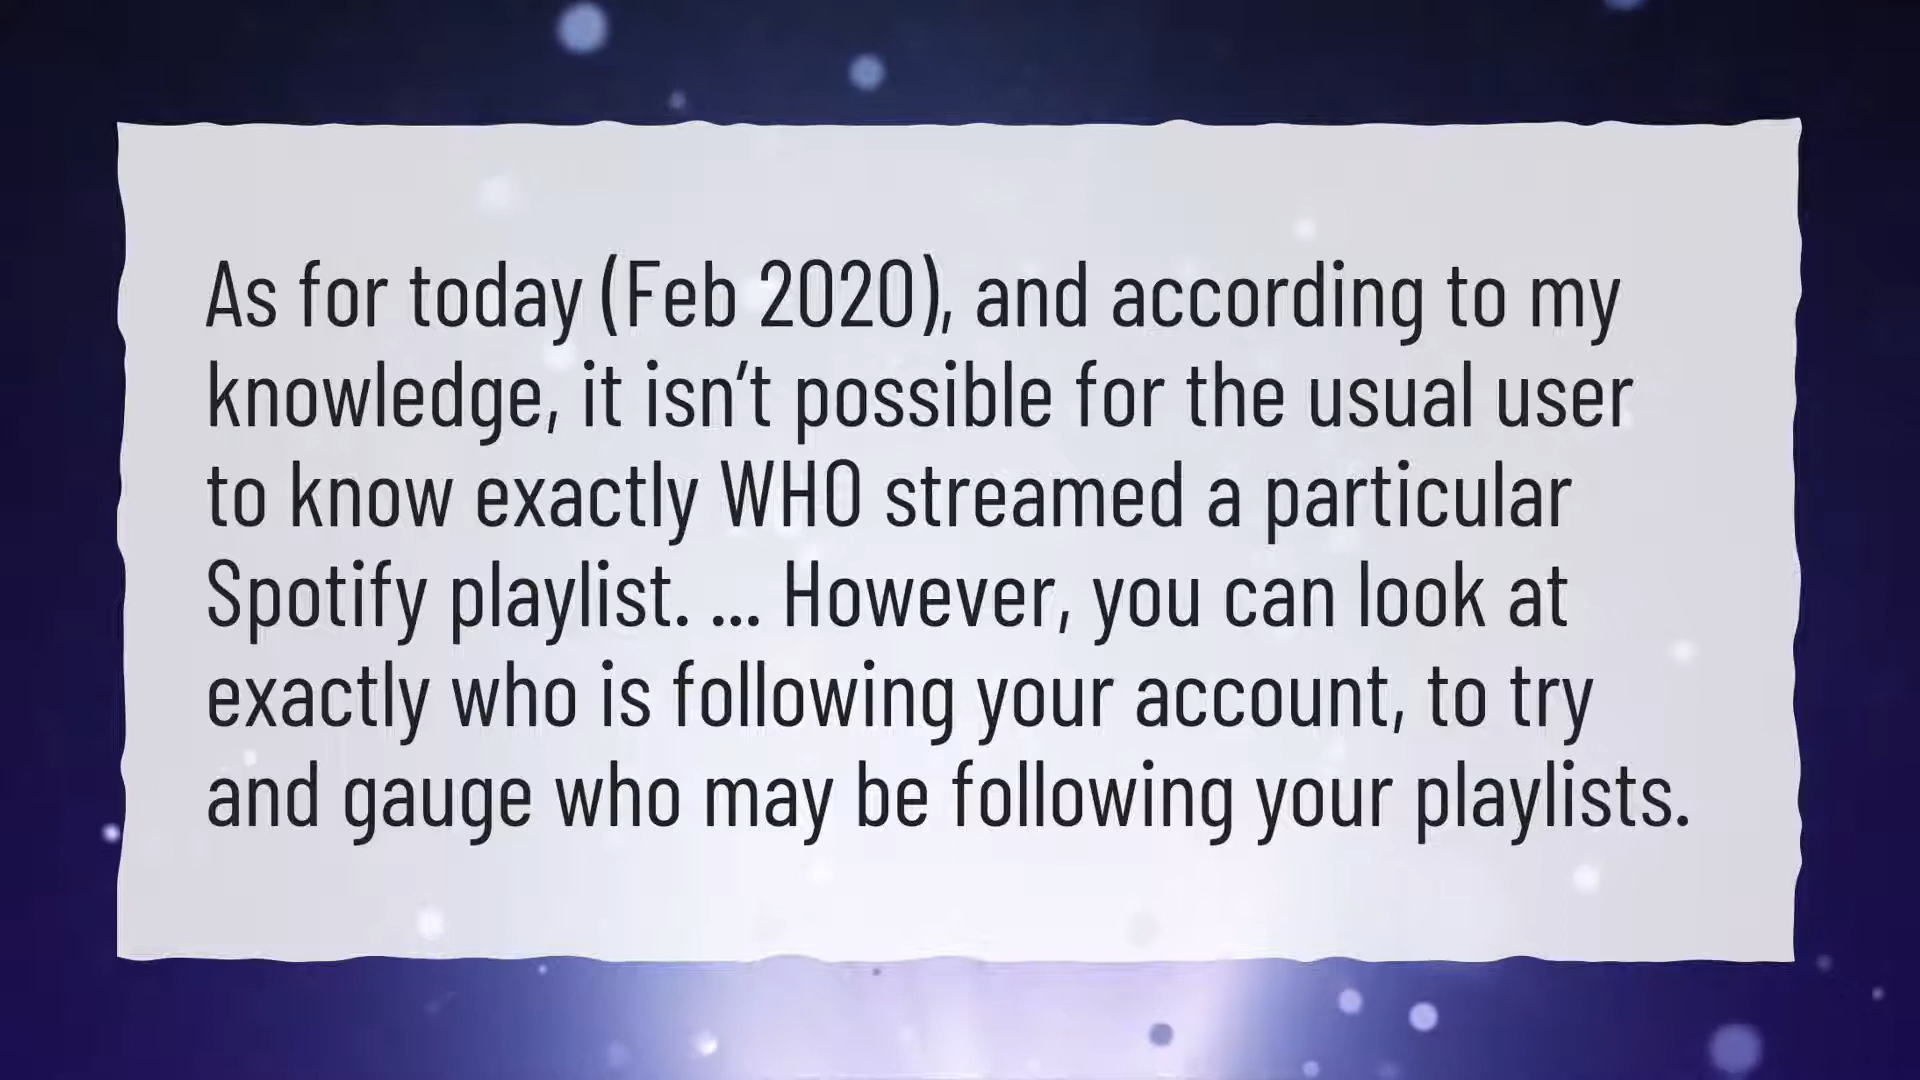 As for today (Feb 2020), and according to my
knowledge, it isn’t possible for the usual user
to know exactly WHO streamed a particular
Spotify playlist. ... However, you can look at
exactly who is following your account, to try
and gauge who may be following your playlists.